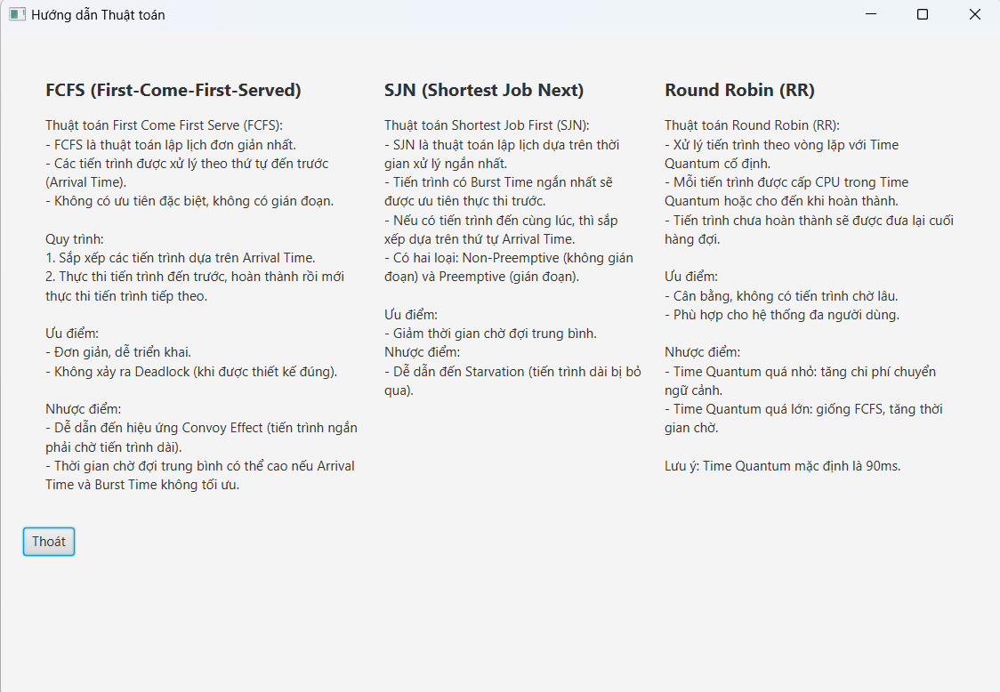 Hướng dẫn Thuật toán
FCFS (First-Come-First-Served)
Thuật toán First Come First Serve (FCFS):
- FCFS là thuật toán lập lịch đơn giản nhất.
- Các tiến trình được xử lý theo thứ tự đến trước
(Arrival Time).
- Không có ưu tiên đặc biệt, không có gián đoạn.
Quy trình:
1. Sắp xếp các tiến trình dựa trên Arrival Time.
2. Thực thi tiến trình đến trước, hoàn thành rồi mới
thực thi tiến trình tiếp theo.
Ưu điểm:
- Đơn giản, dễ triển khai.
- Không xảy ra Deadlock (khi được thiết kế đúng).
Nhược điểm:
- Dễ dẫn đến hiệu ứng Convoy Effect (tiến trình ngắn
phải chờ tiến trình dài).
- Thời gian chờ đợi trung bình có thể cao nếu Arrival
Time và Burst Time không tối ưu.
SJN (Shortest Job Next)
Thuật toán Shortest Job First (SJN):
- SJN là thuật toán lập lịch dựa trên thời
gian xử lý ngắn nhất.
- Tiến trình có Burst Time ngắn nhất sẽ
được ưu tiên thực thi trước.
- Nếu có tiến trình đến cùng lúc, thì sắp
xếp dựa trên thứ tự Arrival Time.
- Có hai loại: Non-Preemptive (không gián
đoạn) và Preemptive (gián đoạn).
Ưu điểm:
- Giảm thời gian chờ đợi trung bình.
Nhược điểm:
- Dễ dẫn đến Starvation (tiến trình dài bị bỏ
qua).
Round Robin (RR)
Thuật toán Round Robin (RR):
- Xử lý tiến trình theo vòng lặp với Time
Quantum cố định.
- Mỗi tiến trình được cấp CPU trong Time
Quantum hoặc cho đến khi hoàn thành.
- Tiến trình chưa hoàn thành sẽ được đưa lại cuối
hàng đợi.
Ưu điểm:
- Cân bằng, không có tiến trình chờ lâu.
- Phù hợp cho hệ thống đa người dùng.
Nhược điểm:
- Time Quantum quá nhỏ: tăng chi phí chuyển
ngữ cảnh.
- Time Quantum quá lớn: giống FCFS, tăng thời
gian chờ.
Lưu ý: Time Quantum mặc định là 90ms.
Thoát